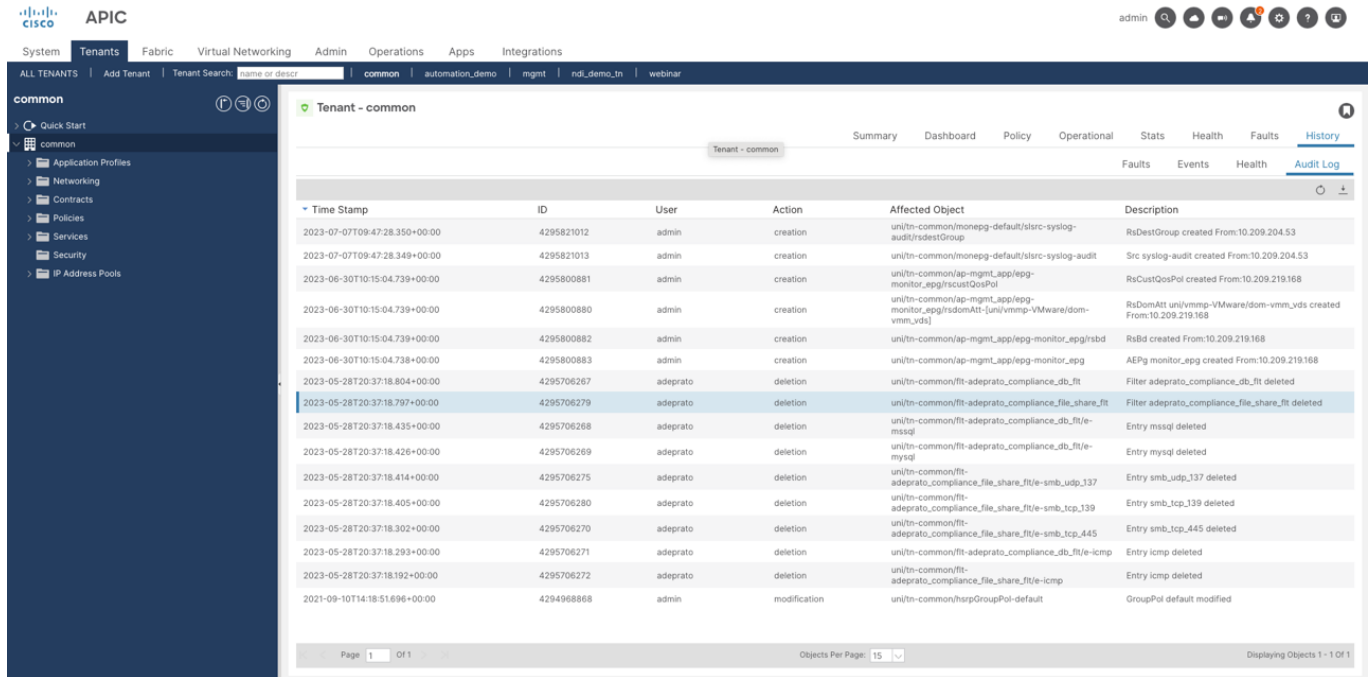 CISCO
APIC
admin
2
System Tenants Fabric Virtual Networking Admin Operations Apps Integrations
ALL TENANTS | Add Tenant | Tenant Search: name or descr | common | automation_demo | mgmt | ndi_demo_tn | webinar
common
Quick Start
common
Application Profiles
Networking
Contracts
Policies
Services
Security
IP Address Pools
Tenant - common
Summary Dashboard Policy Operational Stats Health Faults History
Tenant - common
Faults Events Health Audit Log
Time Stamp ID User Action Affected Object Description
2023-07-07T09:47:28.350+00:00 4295821012 admin creation uni/tn-common/monepg-default/slsrc-syslog- RsDestGroup created From:10.209.204.53
audit/rsdestGroup
2023-07-07T09:47:28.349+00:00 4295821013 admin creation uni/tn-common/monepg-default/slsrc-syslog-audit Src syslog-audit created From:10.209.204.53
2023-06-30T10:15:04.739+00:00 4295800881 admin creation uni/tn-common/ap-mgmt_app/epg- RsCustQosPol created From:10.209.219.168
monitor_epg/rscustQosPol
2023-06-30T10:15:04.739+00:00 4295800880 admin creation uni/tn-common/ap-mgmt_app/epg- RsDomAtt uni/vmmp-VMware/dom-vmm_vds created
monitor_epg/rsdomAtt-[uni/vmmp-VMware/dom- From:10.209.219.168
vmm_vds]
2023-06-30T10:15:04.739+00:00 4295800882 admin creation uni/tn-common/ap-mgmt_app/epg-monitor_epg/rsbd RsBd created From:10.209.219.168
2023-06-30T10:15:04.738+00:00 4295800883 admin creation uni/tn-common/ap-mgmt_app/epg-monitor_epg AEPg monitor_epg created From:10.209.219.168
2023-05-28T20:37:18.804+00:00 4295706267 adeprato deletion uni/tn-common/flt-adeprato_compliance_db_flt Filter adeprato_compliance_db_flt deleted
2023-05-28T20:37:18.797+00:00 4295706279 adeprato deletion uni/tn-common/flt-adeprato_compliance_file_share_flt Filter adeprato_compliance_file_share_flt deleted
2023-05-28T20:37:18.435+00:00 4295706268 adeprato deletion uni/tn-common/flt-adeprato_compliance_db_flt/e- Entry mssql deleted
mssql
2023-05-28T20:37:18.426+00:00 4295706269 adeprato deletion uni/tn-common/flt-adeprato_compliance_db_flt/e- Entry mysql deleted
mysql
2023-05-28T20:37:18.414+00:00 4295706275 adeprato deletion uni/tn-common/flt- Entry smb_udp_137 deleted
adeprato_compliance_file_share_flt/e-smb_udp_137
2023-05-28T20:37:18.405+00:00 4295706280 adeprato deletion uni/tn-common/flt- Entry smb_tcp_139 deleted
adeprato_compliance_file_share_flt/e-smb_tcp_139
2023-05-28T20:37:18.302+00:00 4295706270 adeprato deletion uni/tn-common/flt- Entry smb_tcp_445 deleted
adeprato_compliance_file_share_flt/e-smb_tcp_445
2023-05-28T20:37:18.293+00:00 4295706271 adeprato deletion uni/tn-common/flt-adeprato_compliance_db_flt/e-icmp Entry icmp deleted
2023-05-28T20:37:18.192+00:00 4295706272 adeprato deletion uni/tn-common/flt- Entry icmp deleted
adeprato_compliance_file_share_flt/e-icmp
2021-09-10T14:18:51.696+00:00 4294968868 admin modification uni/tn-common/hsrpGroupPol-default GroupPol default modified
Page 1 Of 1 Objects Per Page: 15 Displaying Objects 1 - 1 Of 1